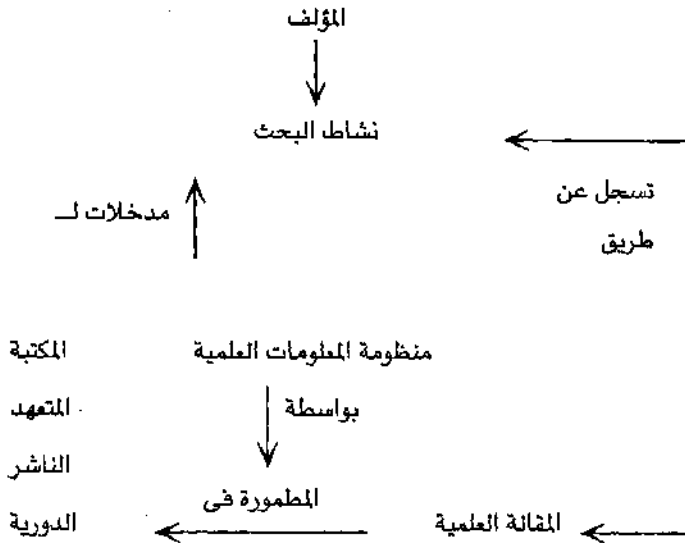 المؤلف
نشاط البحث
تسجل عن
طريق
مدخلات لـ
منظومة المعلومات العلمية
المكتبة
بواسطة
المتعهد
الناشر
المطمورة فى
المقالة العلمية
الدورية